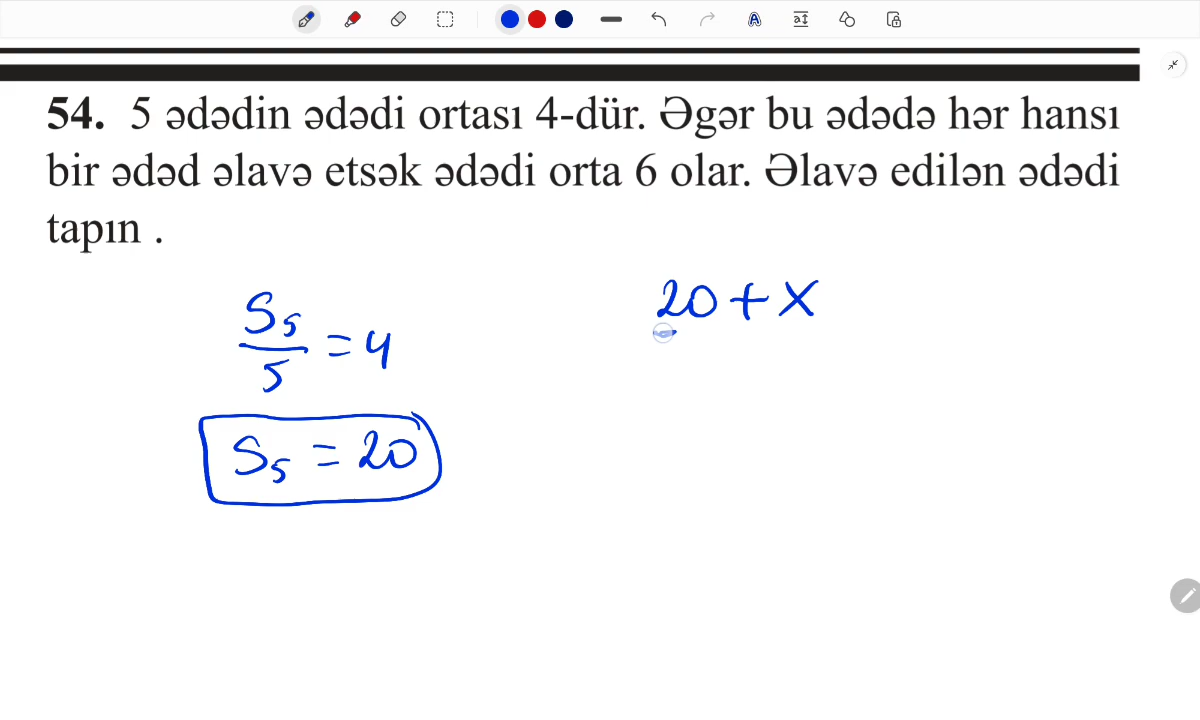 54. 5 ədədin ədədi ortası 4-dür. Əgər bu ədədə hər hansı
bir ədəd əlavə etsək ədədi orta 6 olar. Əlavə edilən ədədi
tapın .
S₅/5 = 4
S₅ = 20
20 + X